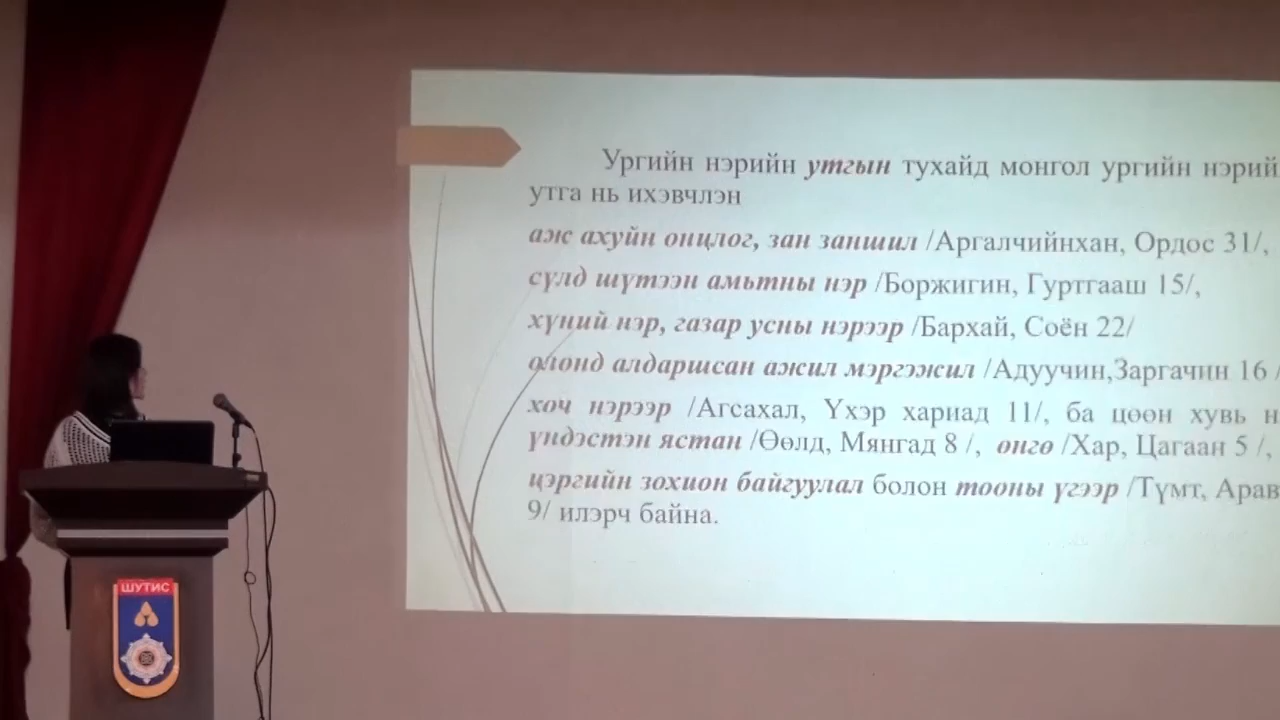 Ургийн нэрийн утгын тухайд монгол ургийн нэрий
утга нь ихэвчлэн
аж ахуйн онцлог, зан заншил /Аргалчийнхан, Ордос 31/,
сүлд шүтээн амьтны нэр /Боржигин, Гуртгааш 15/,
хүний нэр, газар усны нэрээр /Бархай, Соён 22/
олонд алдаршсан ажил мэргэжил /Адуучин,Заргачин 16 /
хоч нэрээр /Агсахал, Үхэр хариад 11/, ба цөөн хувь н
үндэстэн ястан /Өөлд, Мянгад 8 /, өнгө /Хар, Цагаан 5 /,
цэргийн зохион байгуулал болон тооны үгээр /Түмт, Арав
9/ илэрч байна.
ШУТИС